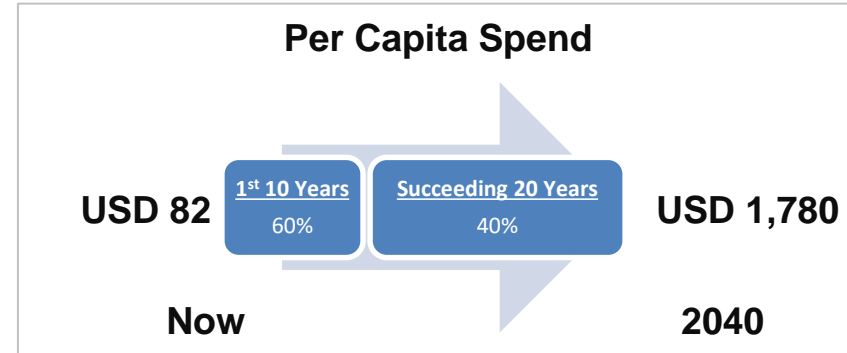 Per Capita Spend
USD 82
1st 10 Years
60%
Succeeding 20 Years
40%
USD 1,780
Now
2040